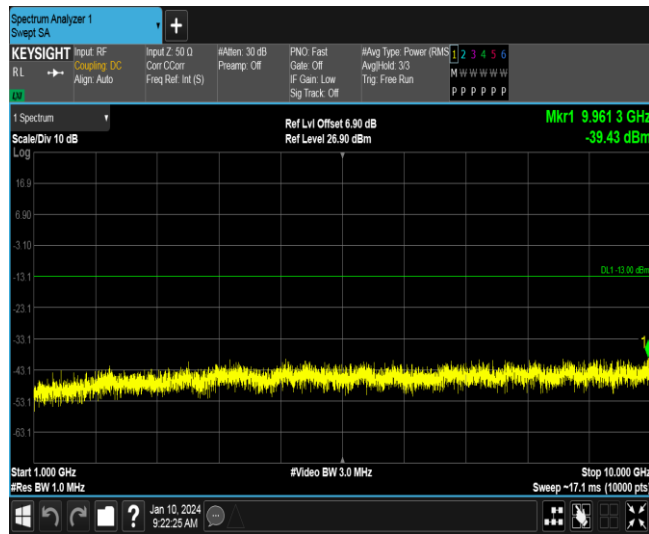 Spectrum Analyzer 1
Swept SA
KEYSIGHT
RL
Input: RF
Coupling: DC
Align: Auto
Input Z: 50 Ω
Corr CCorr
Freq Ref: Int (S)
#Atten: 30 dB
Preamp: Off
PNO: Fast
Gate: Off
IF Gain: Low
Sig Track: Off
#Avg Type: Power (RMS
Avg|Hold: 3/3
Trig: Free Run
1 2 3 4 5 6
M W W W W W
P P P P P P
1 Spectrum
Scale/Div 10 dB
Ref Lvl Offset 6.90 dB
Ref Level 26.90 dBm
Mkr1 9.961 3 GHz
-39.43 dBm
Log
16.9
6.90
-3.10
-13.1
-23.1
-33.1
-43.1
-53.1
-63.1
DL1 -13.00 dBm
1
Start 1.000 GHz
#Res BW 1.0 MHz
#Video BW 3.0 MHz
Stop 10.000 GHz
Sweep ~17.1 ms (10000 pts)
?
Jan 10, 2024
9:22:25 AM